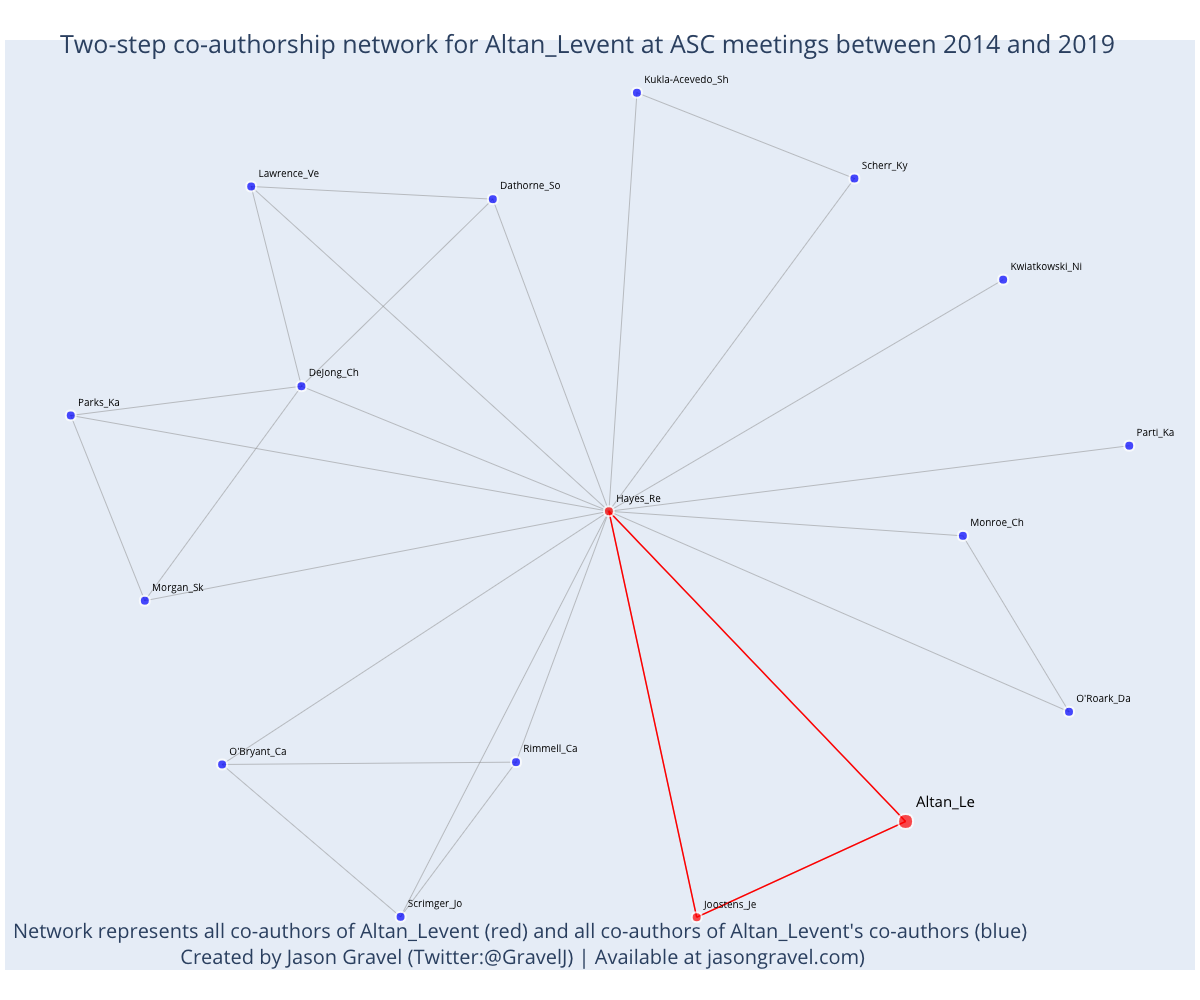 Two-step co-authorship network for Altan_Levent at ASC meetings between 2014 and 2019
Kukla-Acevedo_Sh
Scherr_Ky
Lawrence_Ve
Dathorne_So
Kwiatkowski_Ni
DeJong_Ch
Parks_Ka
Parti_Ka
Hayes_Re
Monroe_Ch
Morgan_Sk
O'Roark_Da
O'Bryant_Ca
Rimmell_Ca
Altan_Le
Scrimger_Jo
Joostens_Je
Network represents all co-authors of Altan_Levent (red) and all co-authors of Altan_Levent's co-authors (blue)
Created by Jason Gravel (Twitter:@GravelJ) | Available at jasongravel.com)